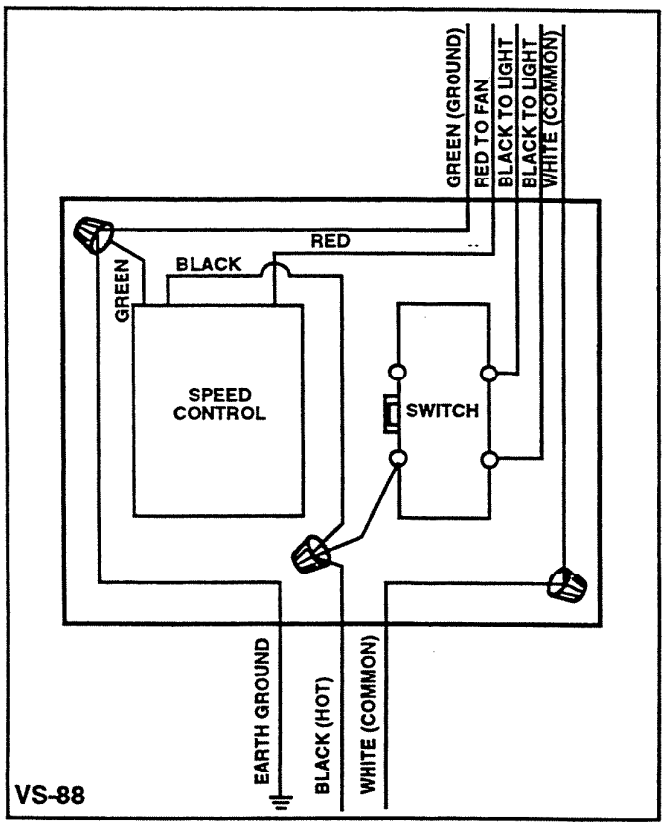 GREEN (GROUND)
RED TO FAN
BLACK TO LIGHT
BLACK TO LIGHT
WHITE (COMMON)
RED
BLACK
GREEN
SPEED
CONTROL
SWITCH
EARTH GROUND
BLACK (HOT)
WHITE (COMMON)
VS-88